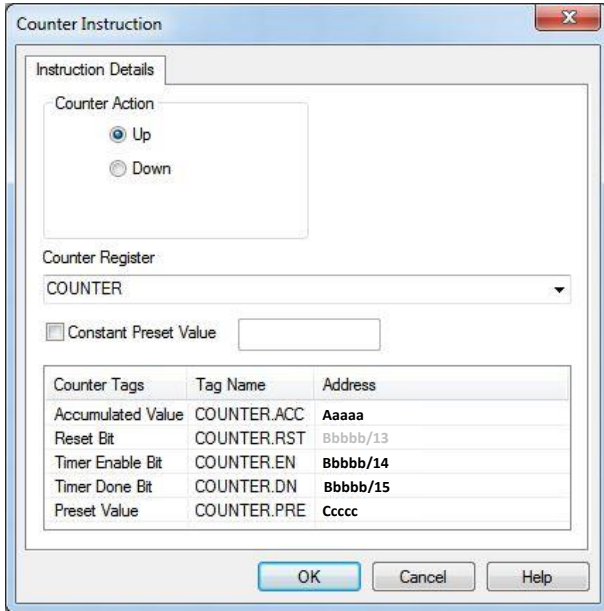 Counter Instruction
Instruction Details
Counter Action
Up
Down
Counter Register
COUNTER
Constant Preset Value
Counter Tags Tag Name Address
Accumulated Value COUNTER.ACC Aaaaa
Reset Bit COUNTER.RST Bbbbb/13
Timer Enable Bit COUNTER.EN Bbbbb/14
Timer Done Bit COUNTER.DN Bbbbb/15
Preset Value COUNTER.PRE Ccccc
OK Cancel Help